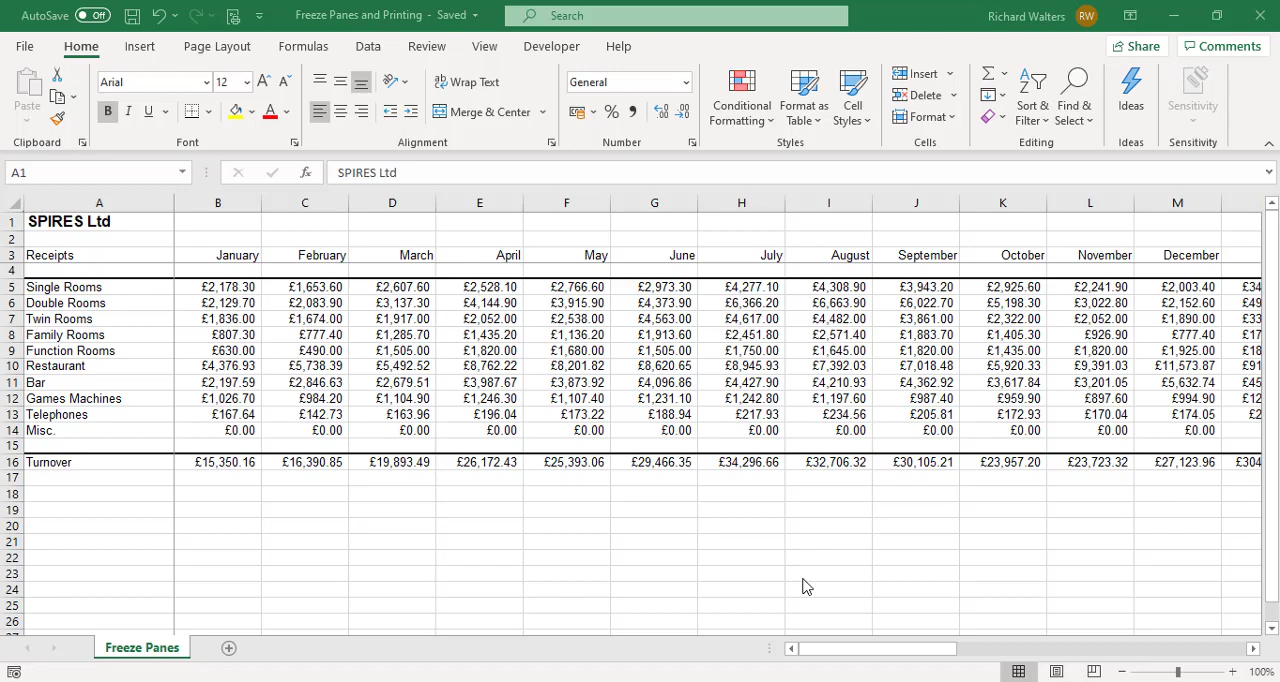 AutoSave Off Freeze Panes and Printing - Saved Search Richard Walters RW
File Home Insert Page Layout Formulas Data Review View Developer Help Share Comments
Paste Arial 12 Wrap Text General Conditional Formatting Format as Table Cell Styles Insert Sort & Filter Find & Select Ideas Sensitivity
Delete
B I U Merge & Center % Format
Clipboard Font Alignment Number Styles Cells Editing Ideas Sensitivity
A1 fx SPIRES Ltd
A B C D E F G H I J K L M
1 SPIRES Ltd
2
3 Receipts January February March April May June July August September October November December
4
5 Single Rooms £2,178.30 £1,653.60 £2,607.60 £2,528.10 £2,766.60 £2,973.30 £4,277.10 £4,308.90 £3,943.20 £2,925.60 £2,241.90 £2,003.40 £34
6 Double Rooms £2,129.70 £2,083.90 £3,137.30 £4,144.90 £3,915.90 £4,373.90 £6,366.20 £6,663.90 £6,022.70 £5,198.30 £3,022.80 £2,152.60 £49
7 Twin Rooms £1,836.00 £1,674.00 £1,917.00 £2,052.00 £2,538.00 £4,563.00 £4,617.00 £4,482.00 £3,861.00 £2,322.00 £2,052.00 £1,890.00 £33
8 Family Rooms £807.30 £777.40 £1,285.70 £1,435.20 £1,136.20 £1,913.60 £2,451.80 £2,571.40 £1,883.70 £1,405.30 £926.90 £777.40 £17
9 Function Rooms £630.00 £490.00 £1,505.00 £1,820.00 £1,680.00 £1,505.00 £1,750.00 £1,645.00 £1,820.00 £1,435.00 £1,820.00 £1,925.00 £18
10 Restaurant £4,376.93 £5,738.39 £5,492.52 £8,762.22 £8,201.82 £8,620.65 £8,945.93 £7,392.03 £7,018.48 £5,920.33 £9,391.03 £11,573.87 £91
11 Bar £2,197.59 £2,846.63 £2,679.51 £3,987.67 £3,873.92 £4,096.86 £4,427.90 £4,210.93 £4,362.92 £3,617.84 £3,201.05 £5,632.74 £45
12 Games Machines £1,026.70 £984.20 £1,104.90 £1,246.30 £1,107.40 £1,231.10 £1,242.80 £1,197.60 £987.40 £959.90 £897.60 £994.90 £12
13 Telephones £167.64 £142.73 £163.96 £196.04 £173.22 £188.94 £217.93 £234.56 £205.81 £172.93 £170.04 £174.05 £2
14 Misc. £0.00 £0.00 £0.00 £0.00 £0.00 £0.00 £0.00 £0.00 £0.00 £0.00 £0.00 £0.00
15
16 Turnover £15,350.16 £16,390.85 £19,893.49 £26,172.43 £25,393.06 £29,466.35 £34,296.66 £32,706.32 £30,105.21 £23,957.20 £23,723.32 £27,123.96 £304
17
18
19
20
21
22
23
24
25
26
Freeze Panes
100%